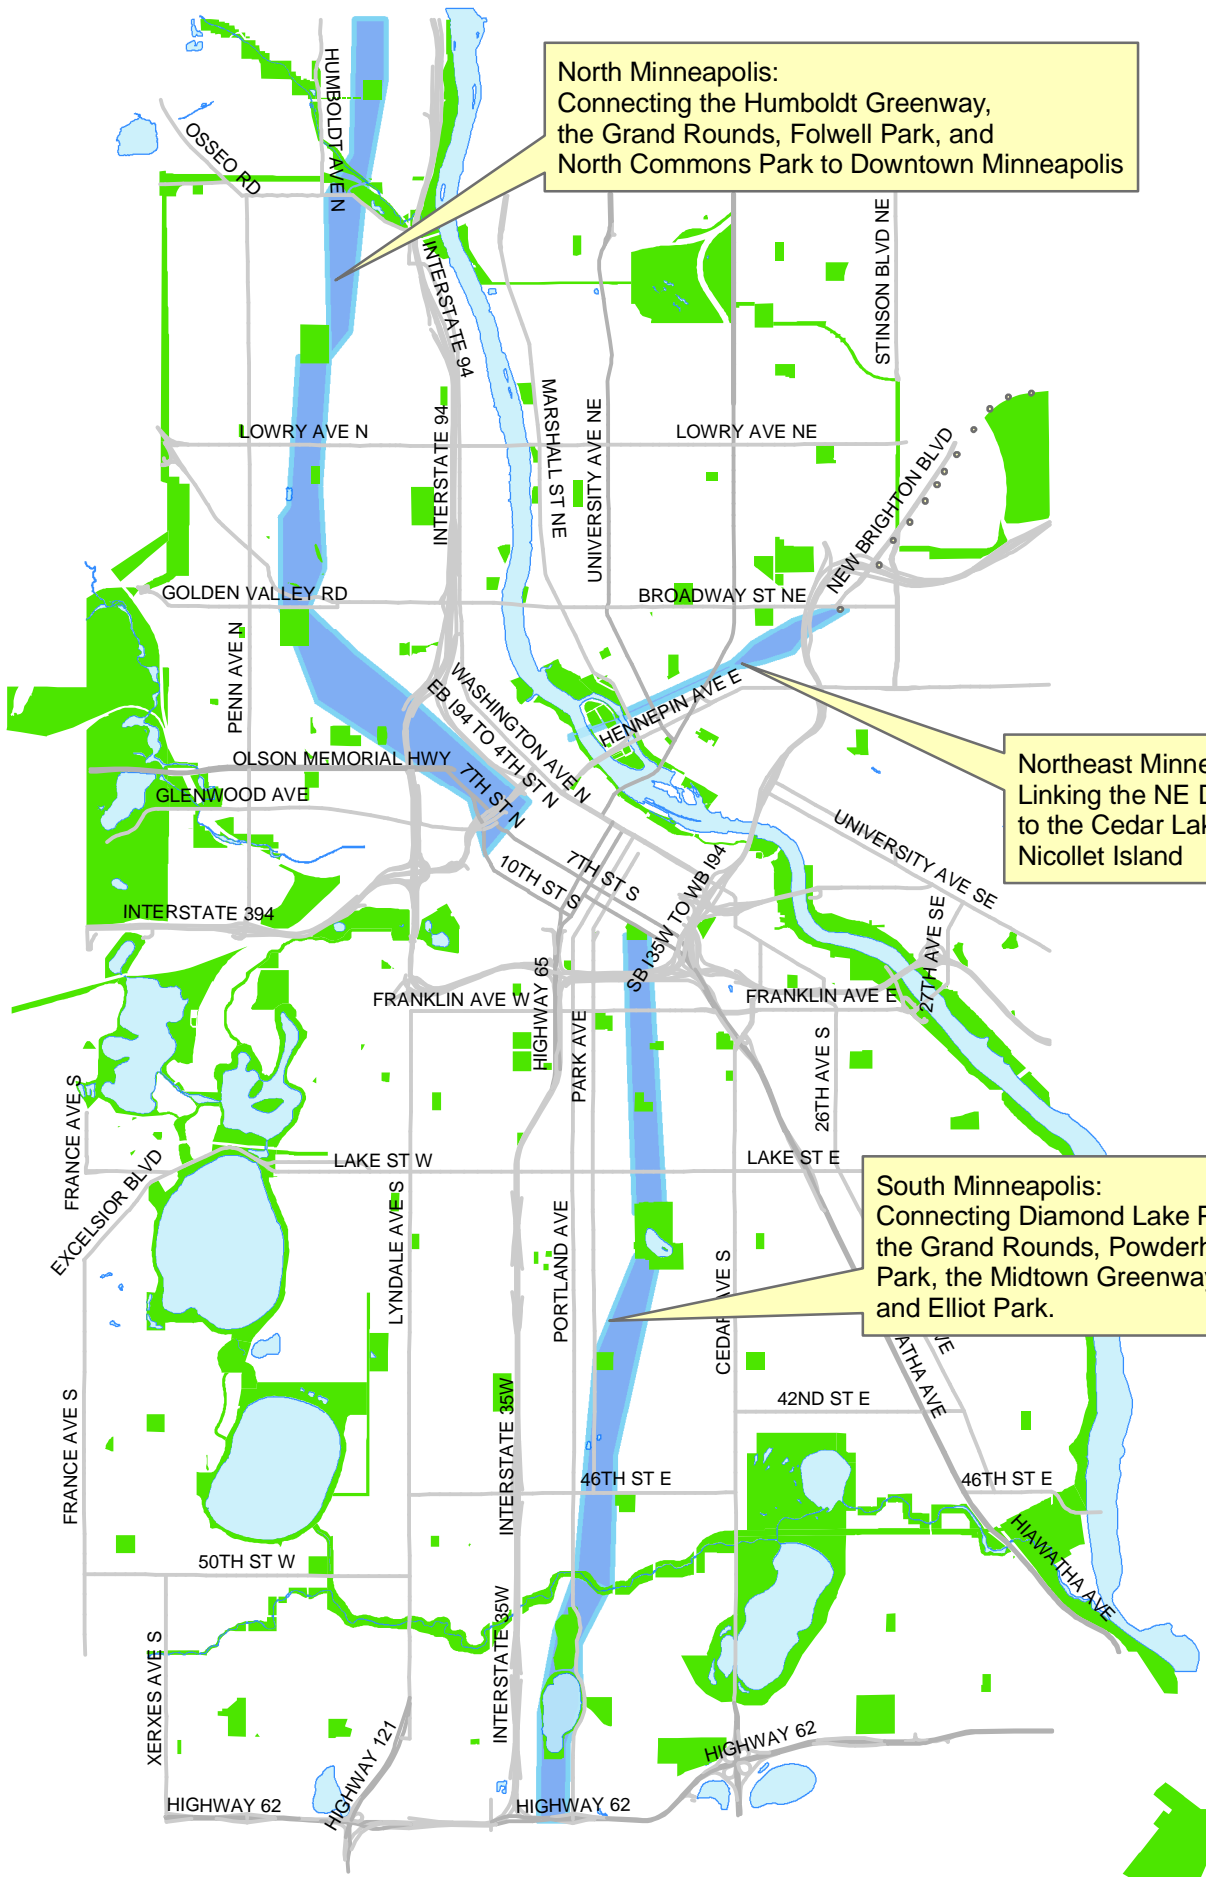 North Minneapolis:
Connecting the Humboldt Greenway,
the Grand Rounds, Folwell Park, and
North Commons Park to Downtown Minneapolis
HUMBOLDT AVE N
OSSEO RD
INTERSTATE 94
STINSON BLVD NE
LOWRY AVE N
LOWRY AVE NE
INTERSTATE 94
MARSHALL ST NE
UNIVERSITY AVE NE
NEW BRIGHTON BLVD
GOLDEN VALLEY RD
BROADWAY ST NE
PENN AVE N
WASHINGTON AVE N
EB I94 TO 4TH ST N
HENNEPIN AVE E
OLSON MEMORIAL HWY
7TH ST N
GLENWOOD AVE
Northeast Minne
Linking the NE D
to the Cedar Lak
Nicollet Island
UNIVERSITY AVE SE
7TH ST S
10TH ST S
SB I35W TO WB I94
INTERSTATE 394
27TH AVE SE
HIGHWAY 65
FRANKLIN AVE W
FRANKLIN AVE E
PARK AVE
26TH AVE S
FRANCE AVE S
EXCELSIOR BLVD
LAKE ST W
LAKE ST E
South Minneapolis:
Connecting Diamond Lake P
the Grand Rounds, Powderh
Park, the Midtown Greenway
and Elliot Park.
LYNDALE AVE S
PORTLAND AVE
CEDAR AVE S
VE
ATHA AVE
FRANCE AVE S
INTERSTATE 35W
42ND ST E
46TH ST E
46TH ST E
HIAWATHA AVE
50TH ST W
XERXES AVE S
INTERSTATE 35W
HIGHWAY 121
HIGHWAY 62
HIGHWAY 62
HIGHWAY 62